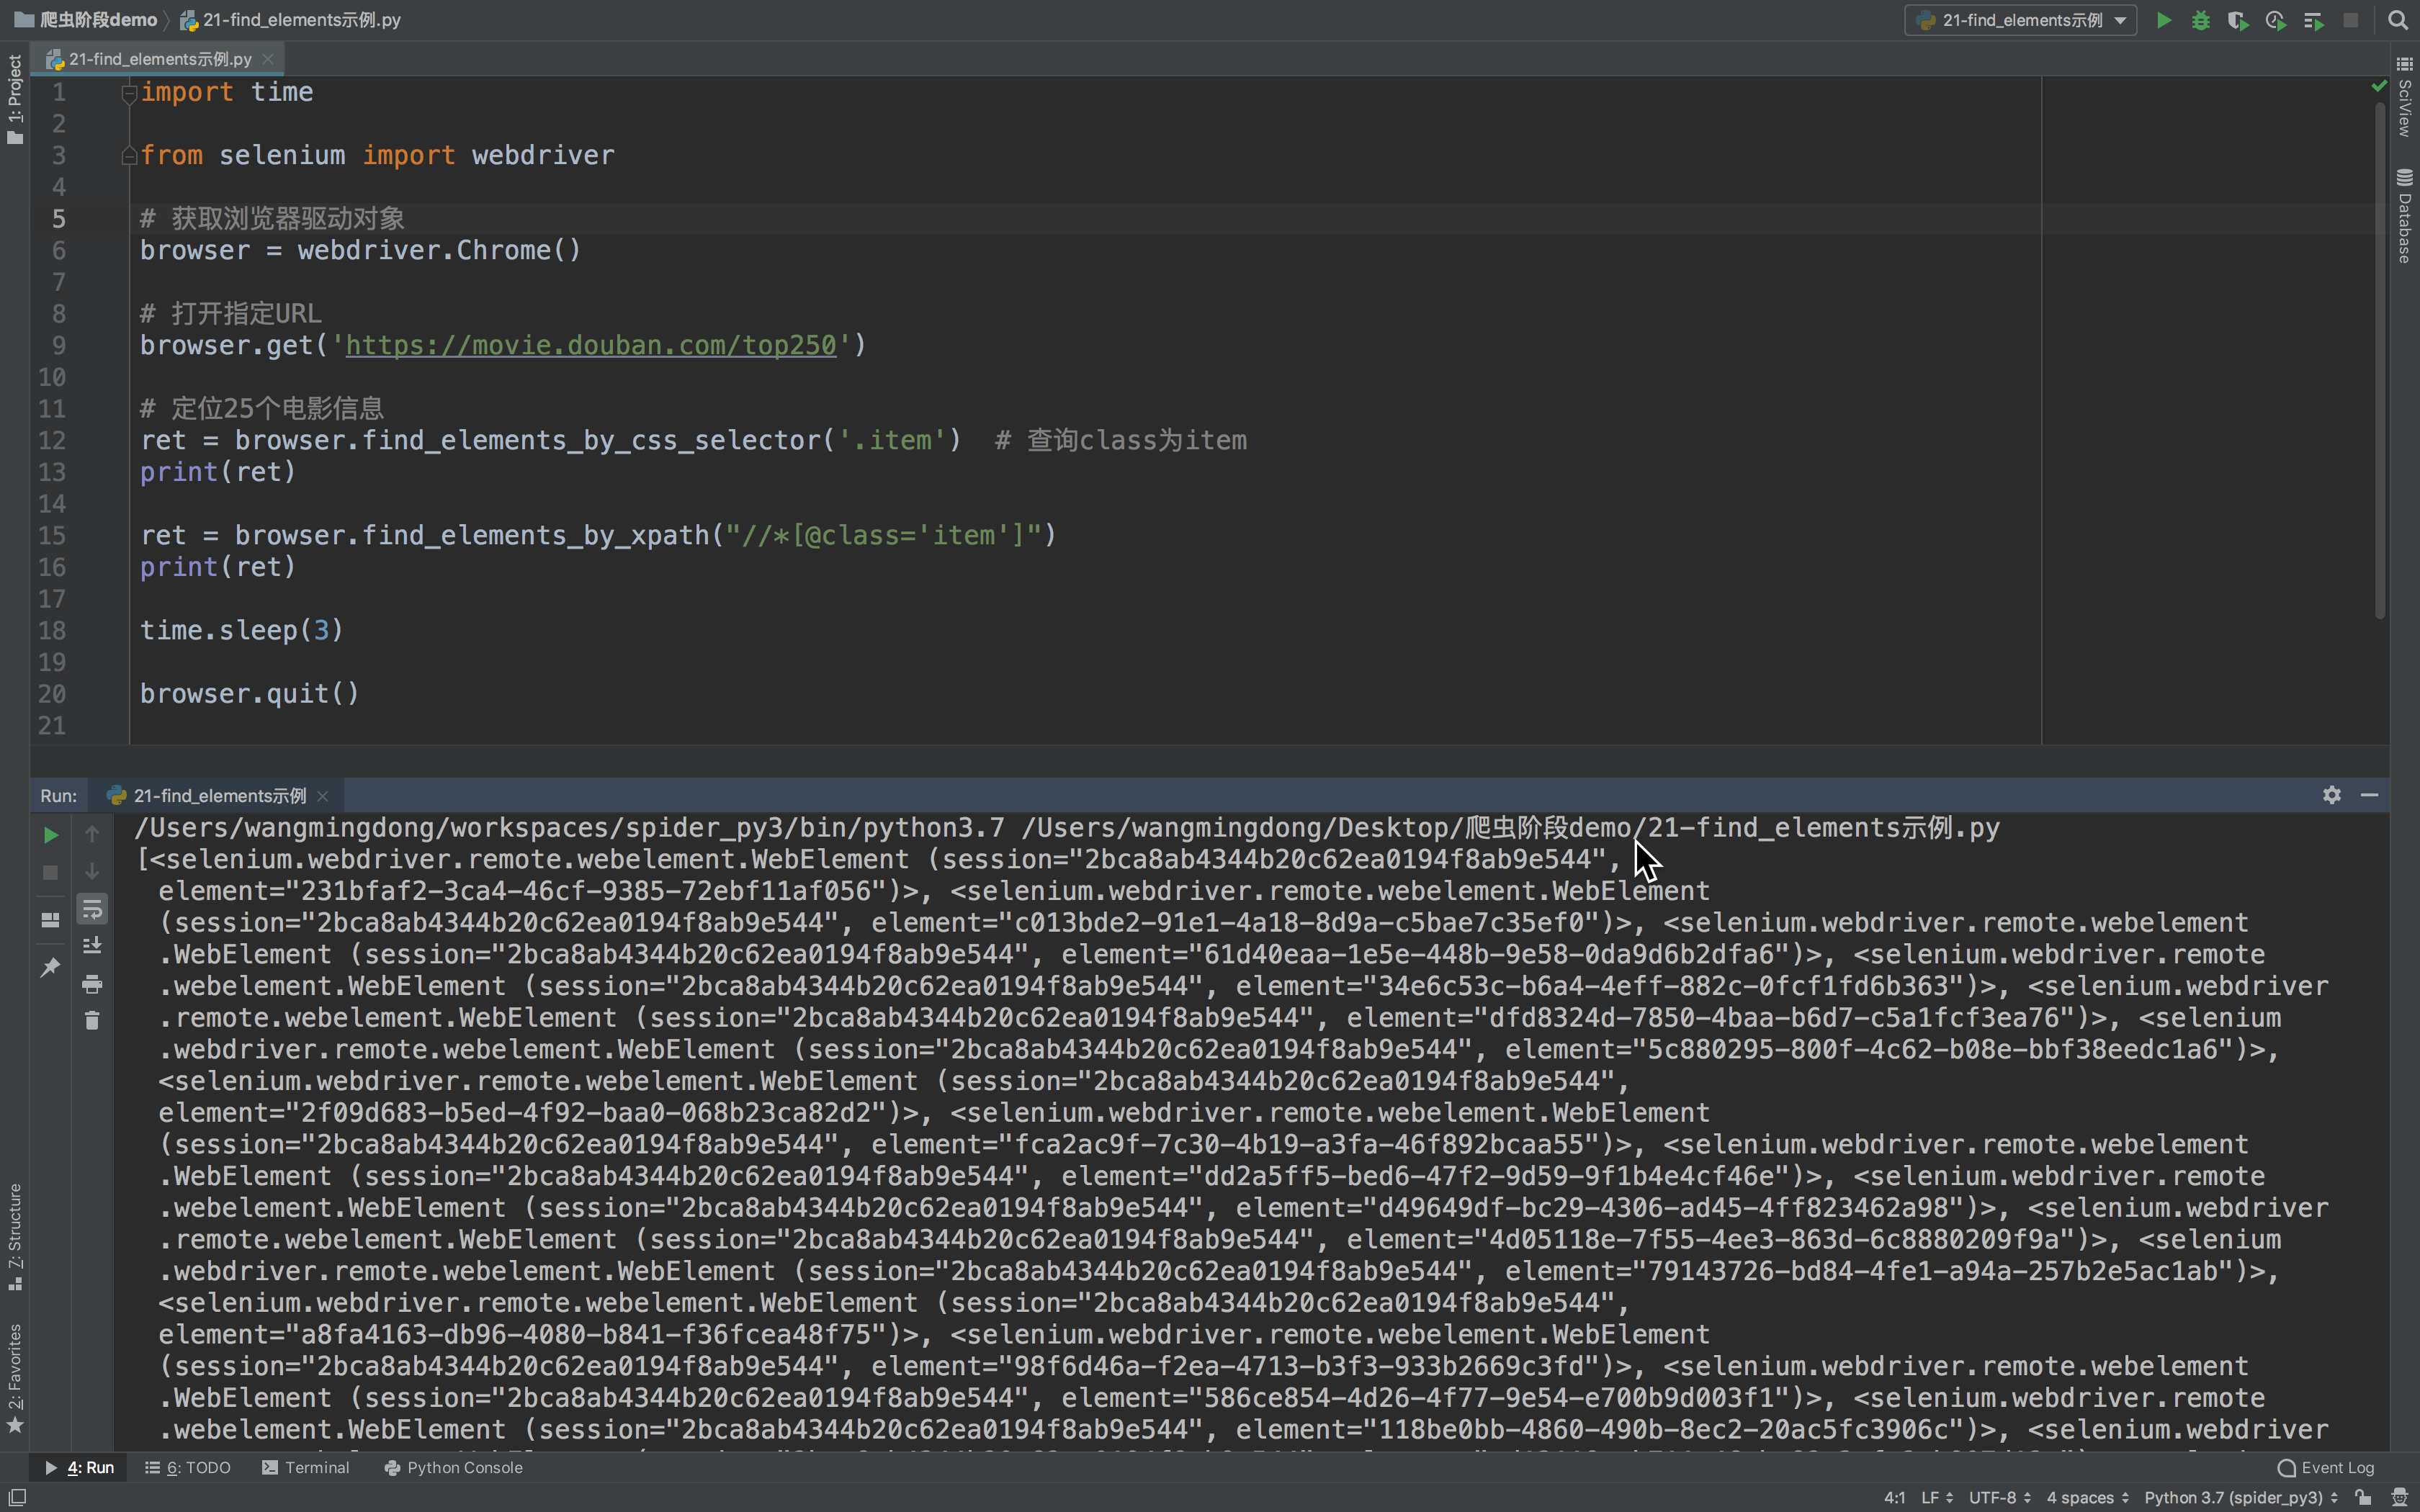 爬虫阶段demo 21-find_elements示例.py 21-find_elements示例
21-find_elements示例.py
1: Project
SciView
Database
1 import time
2
3 from selenium import webdriver
4
5 # 获取浏览器驱动对象
6 browser = webdriver.Chrome()
7
8 # 打开指定URL
9 browser.get('https://movie.douban.com/top250')
10
11 # 定位25个电影信息
12 ret = browser.find_elements_by_css_selector('.item')  # 查询class为item
13 print(ret)
14
15 ret = browser.find_elements_by_xpath("//*[@class='item']")
16 print(ret)
17
18 time.sleep(3)
19
20 browser.quit()
21
Run: 21-find_elements示例
/Users/wangmingdong/workspaces/spider_py3/bin/python3.7 /Users/wangmingdong/Desktop/爬虫阶段demo/21-find_elements示例.py
[<selenium.webdriver.remote.webelement.WebElement (session="2bca8ab4344b20c62ea0194f8ab9e544",
element="231bfaf2-3ca4-46cf-9385-72ebf11af056")>, <selenium.webdriver.remote.webelement.WebElement
(session="2bca8ab4344b20c62ea0194f8ab9e544", element="c013bde2-91e1-4a18-8d9a-c5bae7c35ef0")>, <selenium.webdriver.remote.webelement
.WebElement (session="2bca8ab4344b20c62ea0194f8ab9e544", element="61d40eaa-1e5e-448b-9e58-0da9d6b2dfa6")>, <selenium.webdriver.remote
.webelement.WebElement (session="2bca8ab4344b20c62ea0194f8ab9e544", element="34e6c53c-b6a4-4eff-882c-0fcf1fd6b363")>, <selenium.webdriver
.remote.webelement.WebElement (session="2bca8ab4344b20c62ea0194f8ab9e544", element="dfd8324d-7850-4baa-b6d7-c5a1fcf3ea76")>, <selenium
.webdriver.remote.webelement.WebElement (session="2bca8ab4344b20c62ea0194f8ab9e544", element="5c880295-800f-4c62-b08e-bbf38eedc1a6")>,
<selenium.webdriver.remote.webelement.WebElement (session="2bca8ab4344b20c62ea0194f8ab9e544",
element="2f09d683-b5ed-4f92-baa0-068b23ca82d2")>, <selenium.webdriver.remote.webelement.WebElement
(session="2bca8ab4344b20c62ea0194f8ab9e544", element="fca2ac9f-7c30-4b19-a3fa-46f892bcaa55")>, <selenium.webdriver.remote.webelement
.WebElement (session="2bca8ab4344b20c62ea0194f8ab9e544", element="dd2a5ff5-bed6-47f2-9d59-9f1b4e4cf46e")>, <selenium.webdriver.remote
.webelement.WebElement (session="2bca8ab4344b20c62ea0194f8ab9e544", element="d49649df-bc29-4306-ad45-4ff823462a98")>, <selenium.webdriver
.remote.webelement.WebElement (session="2bca8ab4344b20c62ea0194f8ab9e544", element="4d05118e-7f55-4ee3-863d-6c8880209f9a")>, <selenium
.webdriver.remote.webelement.WebElement (session="2bca8ab4344b20c62ea0194f8ab9e544", element="79143726-bd84-4fe1-a94a-257b2e5ac1ab")>,
<selenium.webdriver.remote.webelement.WebElement (session="2bca8ab4344b20c62ea0194f8ab9e544",
element="a8fa4163-db96-4080-b841-f36fcea48f75")>, <selenium.webdriver.remote.webelement.WebElement
(session="2bca8ab4344b20c62ea0194f8ab9e544", element="98f6d46a-f2ea-4713-b3f3-933b2669c3fd")>, <selenium.webdriver.remote.webelement
.WebElement (session="2bca8ab4344b20c62ea0194f8ab9e544", element="586ce854-4d26-4f77-9e54-e700b9d003f1")>, <selenium.webdriver.remote
.webelement.WebElement (session="2bca8ab4344b20c62ea0194f8ab9e544", element="118be0bb-4860-490b-8ec2-20ac5fc3906c")>, <selenium.webdriver
7: Structure
2: Favorites
4: Run 6: TODO Terminal Python Console Event Log
4:1 LF UTF-8 4 spaces Python 3.7 (spider_py3)